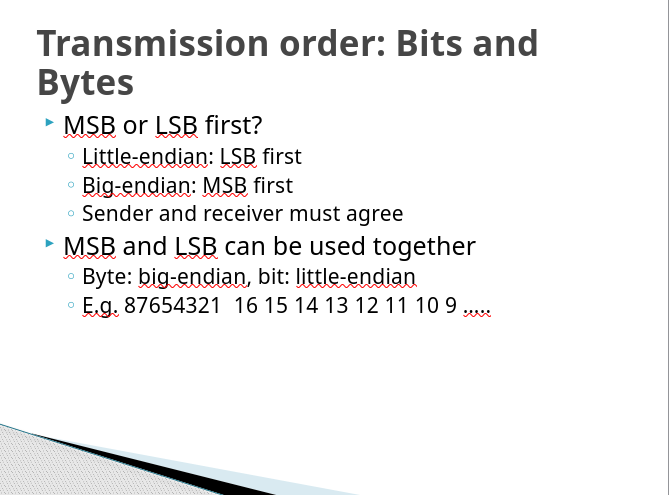 Transmission order: Bits and
Bytes
MSB or LSB first?
Little-endian: LSB first
Big-endian: MSB first
Sender and receiver must agree
MSB and LSB can be used together
Byte: big-endian, bit: little-endian
E.g. 87654321  16 15 14 13 12 11 10 9 .....